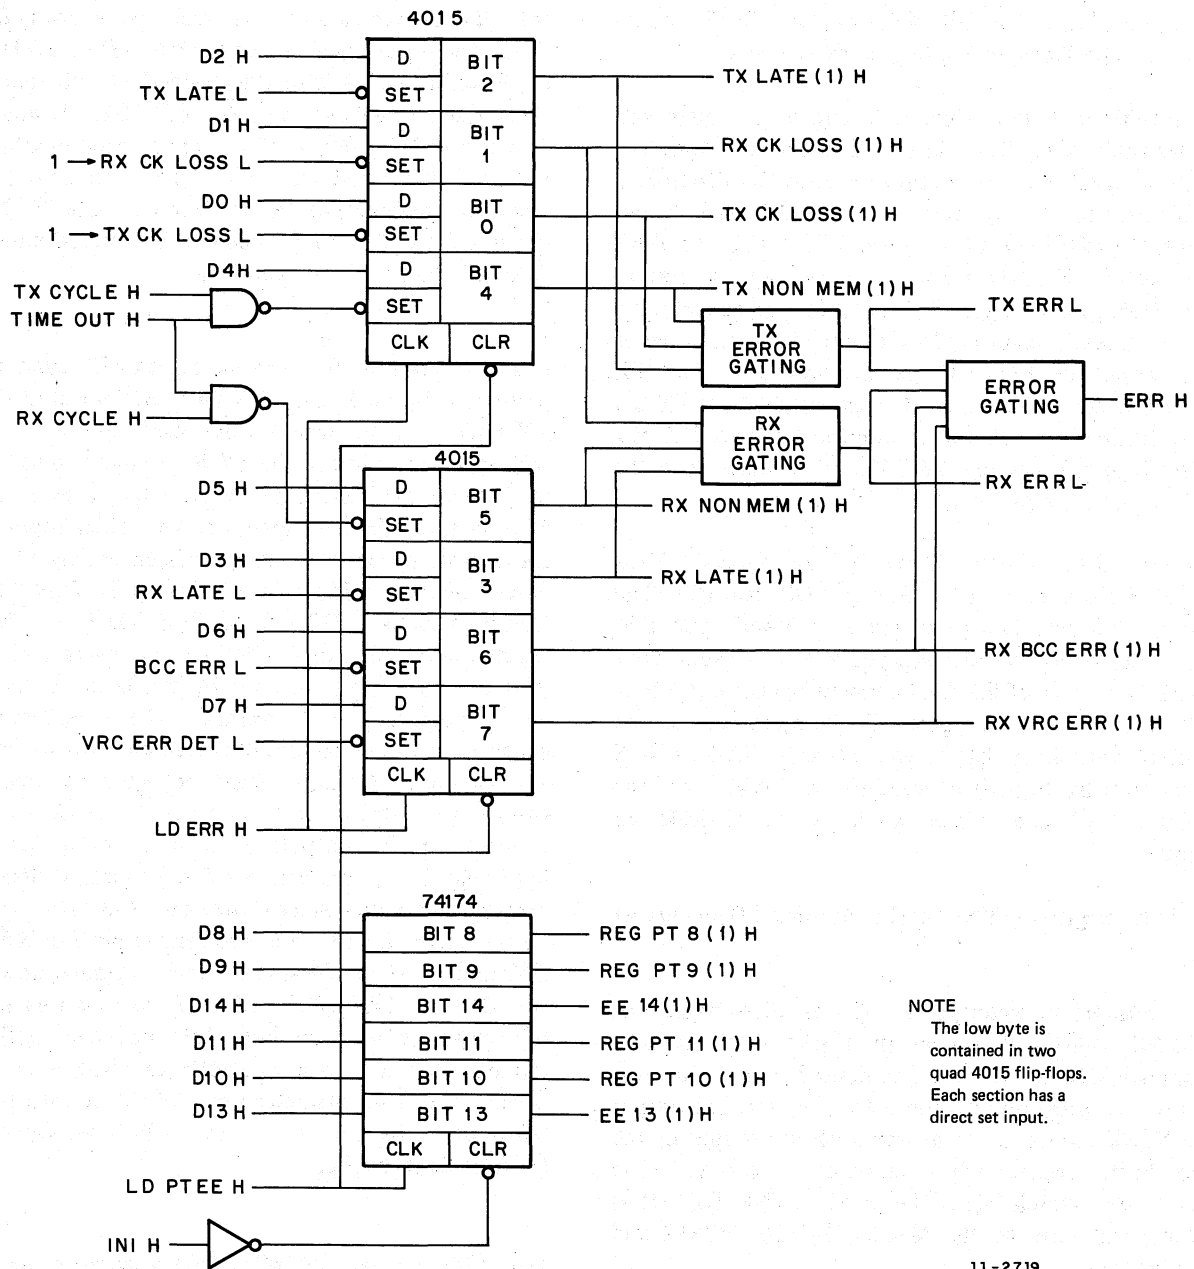 4015
D2 H
TX LATE L
D1 H
1 → RX CK LOSS L
D0 H
1 → TX CK LOSS L
D4H
TX CYCLE H
TIME OUT H
RX CYCLE H
D
SET
BIT
2
D
SET
BIT
1
D
SET
BIT
0
D
SET
BIT
4
CLK
CLR
TX LATE (1) H
RX CK LOSS (1) H
TX CK LOSS (1) H
TX NON MEM (1) H
TX
ERROR
GATING
TX ERR L
RX
ERROR
GATING
RX ERR L
ERROR
GATING
ERR H
4015
D5 H
D3 H
RX LATE L
D6 H
BCC ERR L
D7 H
VRC ERR DET L
LD ERR H
D
SET
BIT
5
D
SET
BIT
3
D
SET
BIT
6
D
SET
BIT
7
CLK
CLR
RX NON MEM (1) H
RX LATE (1) H
RX BCC ERR (1) H
RX VRC ERR (1) H
74174
D8 H
BIT 8
REG PT 8 (1) H
D9 H
BIT 9
REG PT9 (1) H
D14 H
BIT 14
EE 14(1) H
D11 H
BIT 11
REG PT 11 (1) H
D10 H
BIT 10
REG PT 10 (1) H
D13 H
BIT 13
EE 13 (1) H
CLK
CLR
LD PTEE H
INI H
NOTE
The low byte is
contained in two
quad 4015 flip-flops.
Each section has a
direct set input.
11-2719